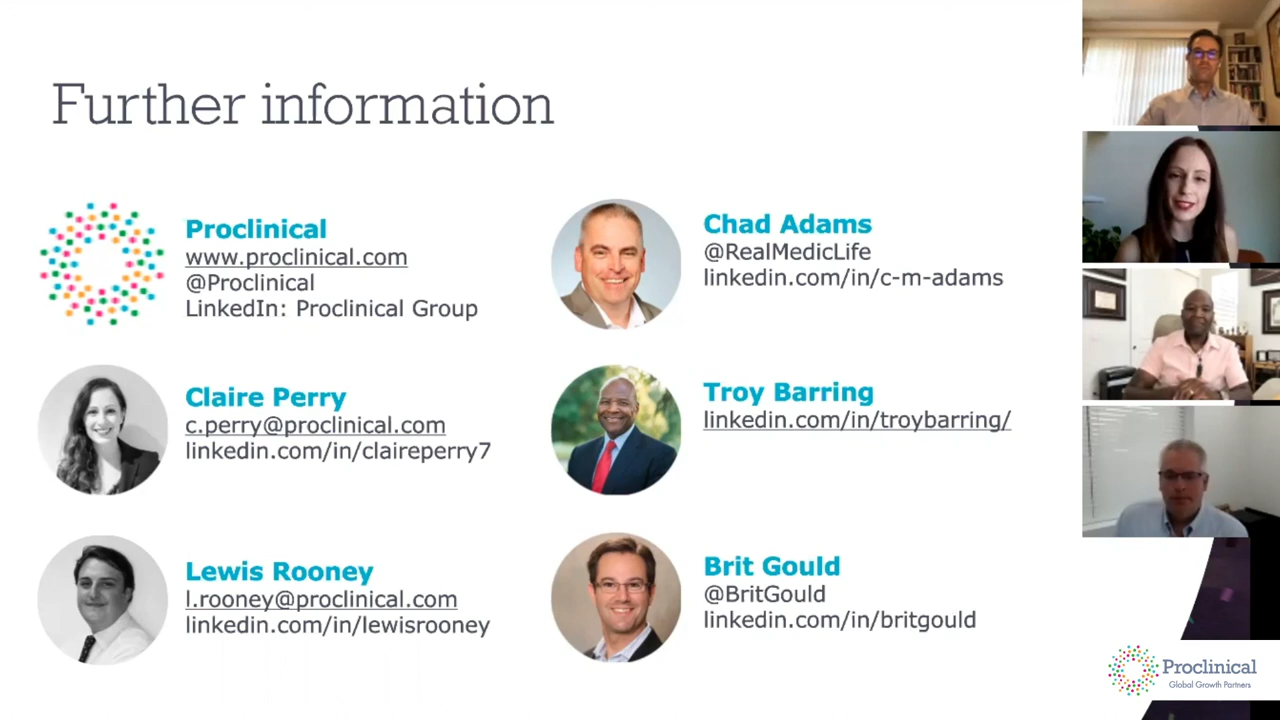 Further information
Proclinical
www.proclinical.com
@Proclinical
LinkedIn: Proclinical Group
Chad Adams
@RealMedicLife
linkedin.com/in/c-m-adams
Claire Perry
c.perry@proclinical.com
linkedin.com/in/claireperry7
Troy Barring
linkedin.com/in/troybarring/
Lewis Rooney
l.rooney@proclinical.com
linkedin.com/in/lewisrooney
Brit Gould
@BritGould
linkedin.com/in/britgould
Proclinical
Global Growth Partners